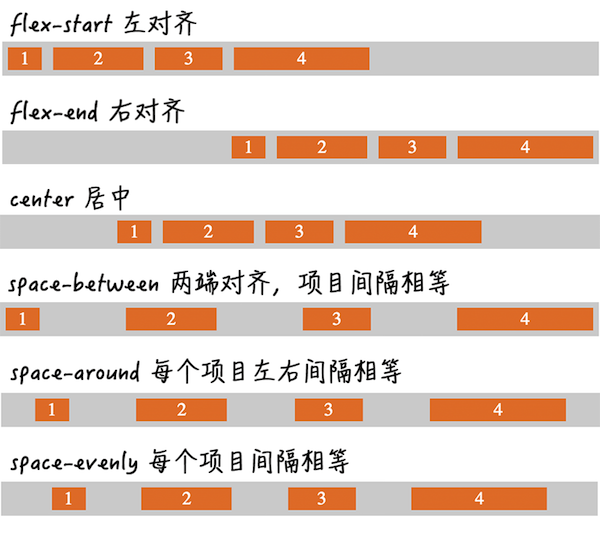 flex-start 左对齐
1 2 3 4
flex-end 右对齐
1 2 3 4
center 居中
1 2 3 4
space-between 两端对齐，项目间隔相等
1 2 3 4
space-around 每个项目左右间隔相等
1 2 3 4
space-evenly 每个项目间隔相等
1 2 3 4